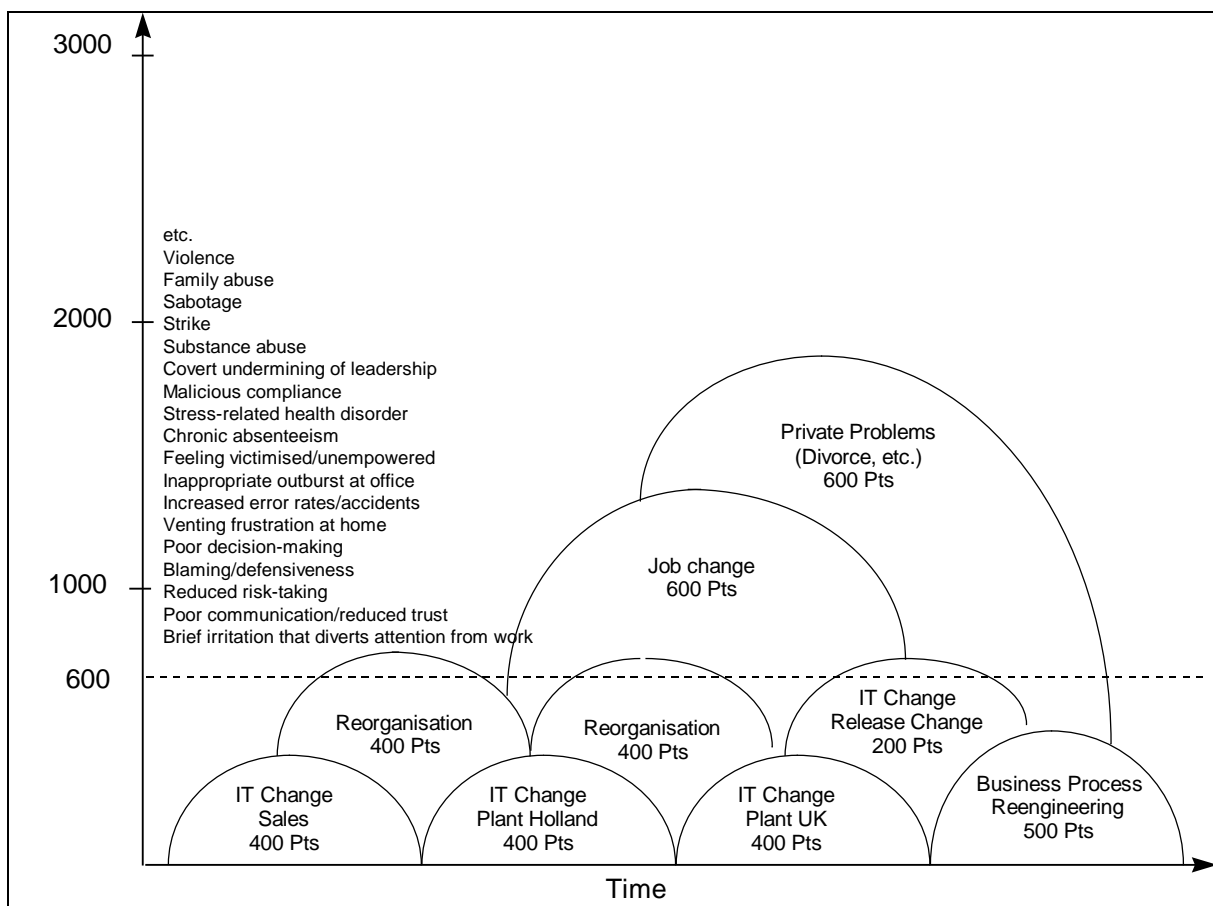 3000
etc.
Violence
Family abuse
Sabotage
2000
Strike
Substance abuse
Covert undermining of leadership
Malicious compliance
Stress-related health disorder
Chronic absenteeism
Feeling victimised/unempowered
Inappropriate outburst at office
Increased error rates/accidents
Venting frustration at home
Poor decision-making
Blaming/defensiveness
1000
Reduced risk-taking
Poor communication/reduced trust
Brief irritation that diverts attention from work
Private Problems
(Divorce, etc.)
600 Pts
Job change
600 Pts
600
Reorganisation
400 Pts
Reorganisation
400 Pts
IT Change
Release Change
200 Pts
IT Change
Sales
400 Pts
IT Change
Plant Holland
400 Pts
IT Change
Plant UK
400 Pts
Business Process
Reengineering
500 Pts
Time